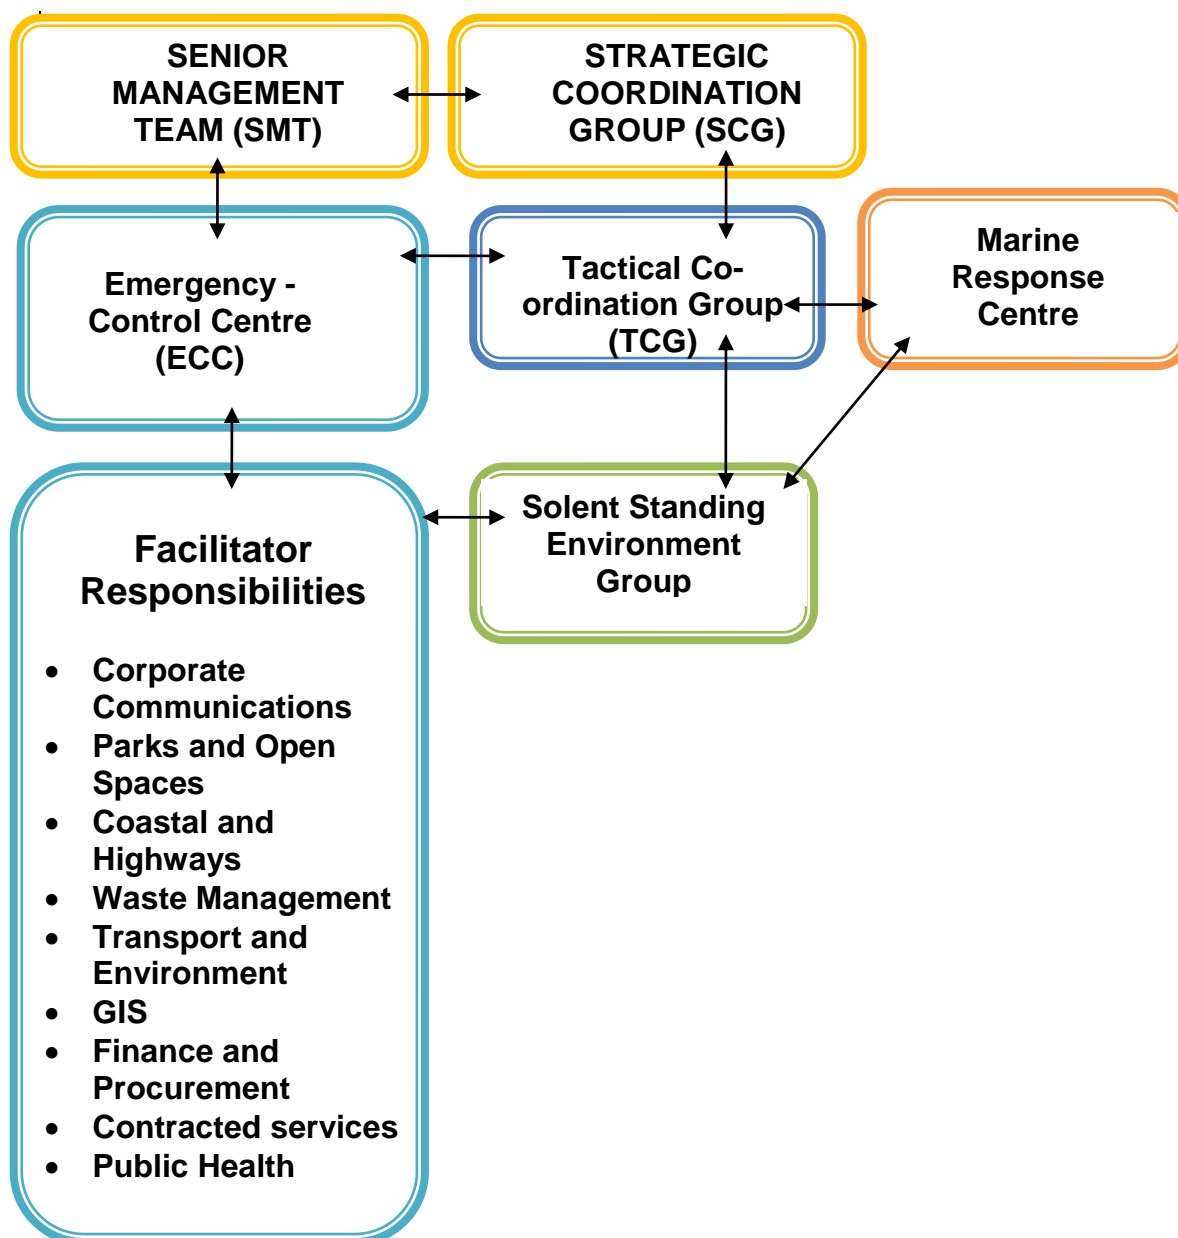 SENIOR
MANAGEMENT
TEAM (SMT)
STRATEGIC
COORDINATION
GROUP (SCG)
Emergency -
Control Centre
(ECC)
Tactical Co-
ordination Group
(TCG)
Marine
Response
Centre
Solent Standing
Environment
Group
Facilitator
Responsibilities
• Corporate
Communications
• Parks and Open
Spaces
• Coastal and
Highways
• Waste Management
• Transport and
Environment
• GIS
• Finance and
Procurement
• Contracted services
• Public Health